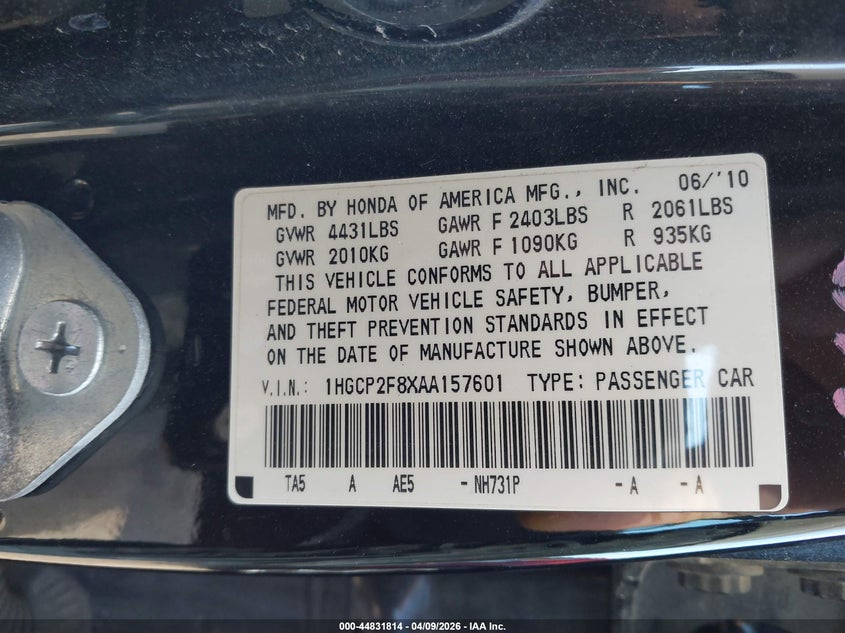 MFD. BY HONDA OF AMERICA MFG., INC. 06/'10
GVWR 4431LBS GAWR F 2403LBS R 2061LBS
GVWR 2010KG GAWR F 1090KG R 935KG
THIS VEHICLE CONFORMS TO ALL APPLICABLE
FEDERAL MOTOR VEHICLE SAFETY, BUMPER,
AND THEFT PREVENTION STANDARDS IN EFFECT
ON THE DATE OF MANUFACTURE SHOWN ABOVE.
V.I.N.: 1HGCP2F8XAA157601 TYPE: PASSENGER CAR
TA5 A AE5 -NH731P -A -A
000-44831814 - 04/09/2026 - IAA Inc.